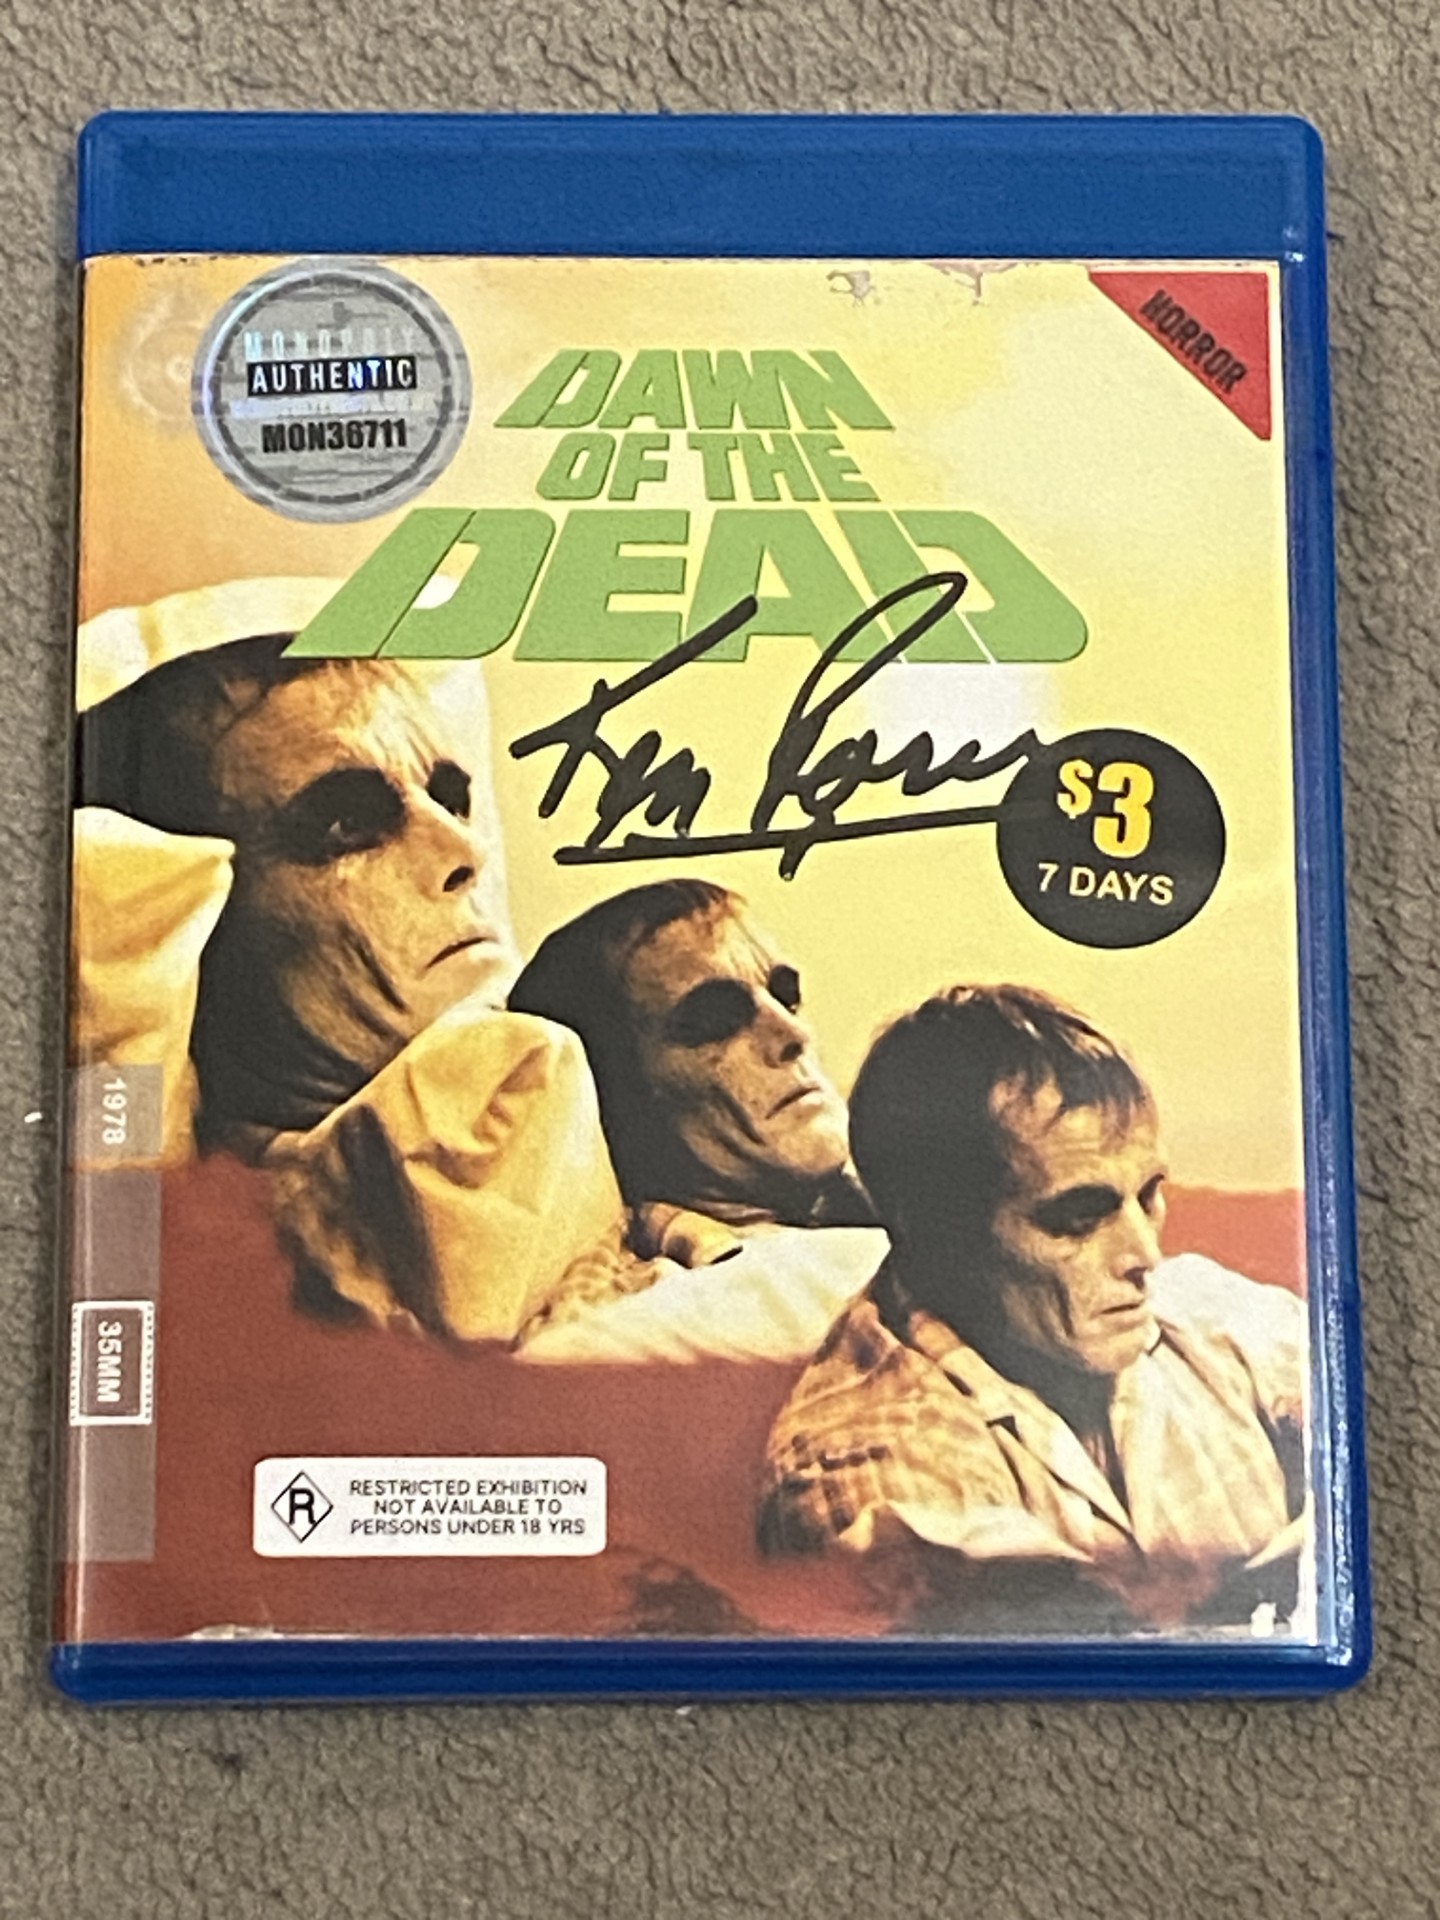 MONOPOLY
AUTHENTIC
MON36711
HORROR
DAWN
OF THE
DEAD
Ken
$3
7 DAYS
1978
35MM
R
RESTRICTED EXHIBITION
NOT AVAILABLE TO
PERSONS UNDER 18 YRS